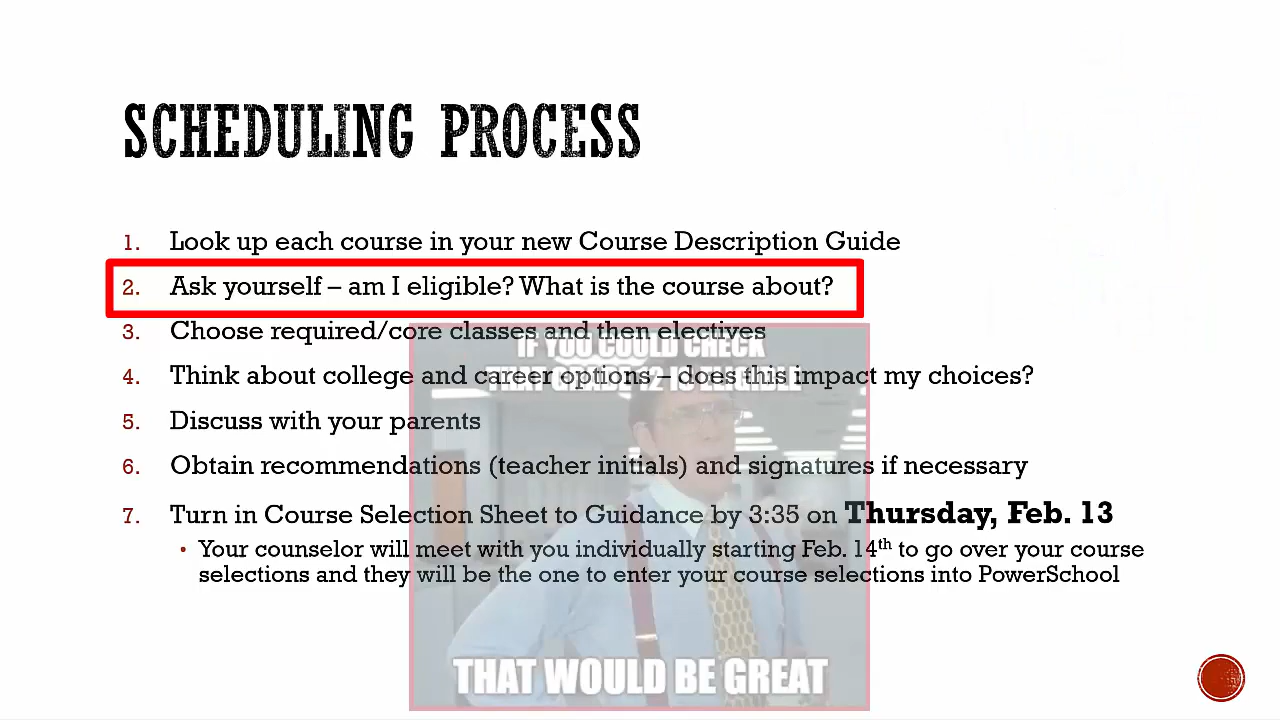 SCHEDULING PROCESS
1. Look up each course in your new Course Description Guide
2. Ask yourself – am I eligible? What is the course about?
3. Choose required/core classes and then electives
IF YOU COULD CHECK
4. Think about college and career options – does this impact my choices?
THAT GRADE 12 IS ELIGIBLE
5. Discuss with your parents
6. Obtain recommendations (teacher initials) and signatures if necessary
7. Turn in Course Selection Sheet to Guidance by 3:35 on Thursday, Feb. 13
• Your counselor will meet with you individually starting Feb. 14th to go over your course
selections and they will be the one to enter your course selections into PowerSchool
THAT WOULD BE GREAT